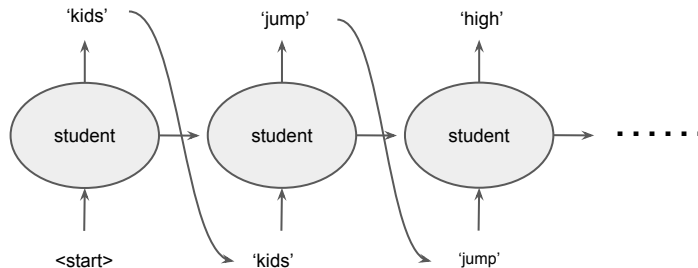 ‘kids’ ‘jump’ ‘high’
student student student
<start> ‘kids’ ‘jump’